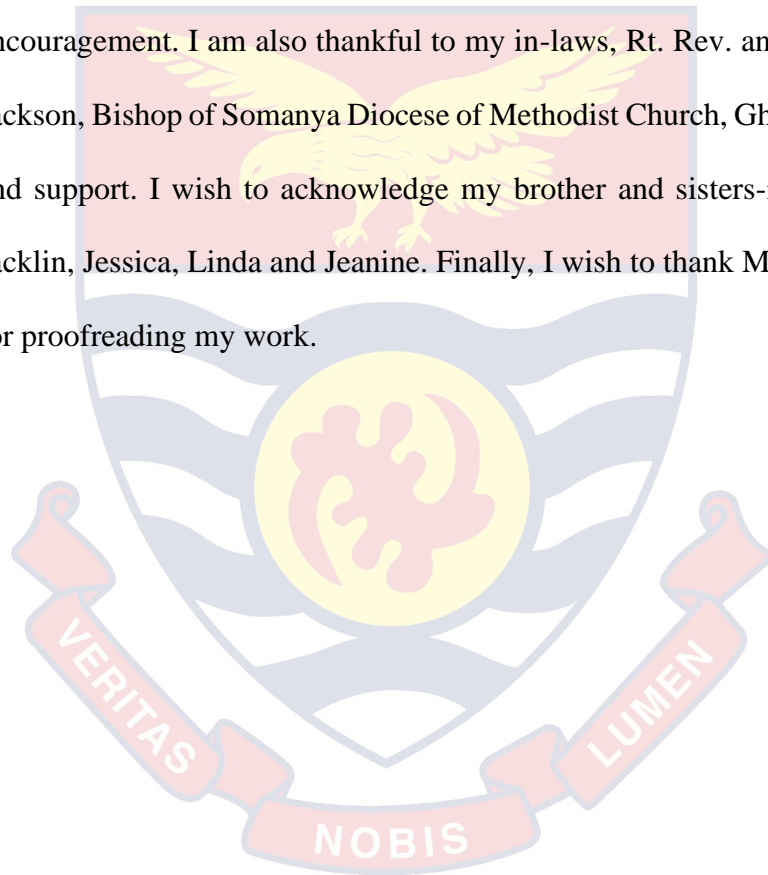 ncouragement. I am also thankful to my in-laws, Rt. Rev. an
ackson, Bishop of Somanya Diocese of Methodist Church, Gh
nd support. I wish to acknowledge my brother and sisters-
acklin, Jessica, Linda and Jeanine. Finally, I wish to thank M
or proofreading my work.
VERITAS
NOBIS
LUMEN